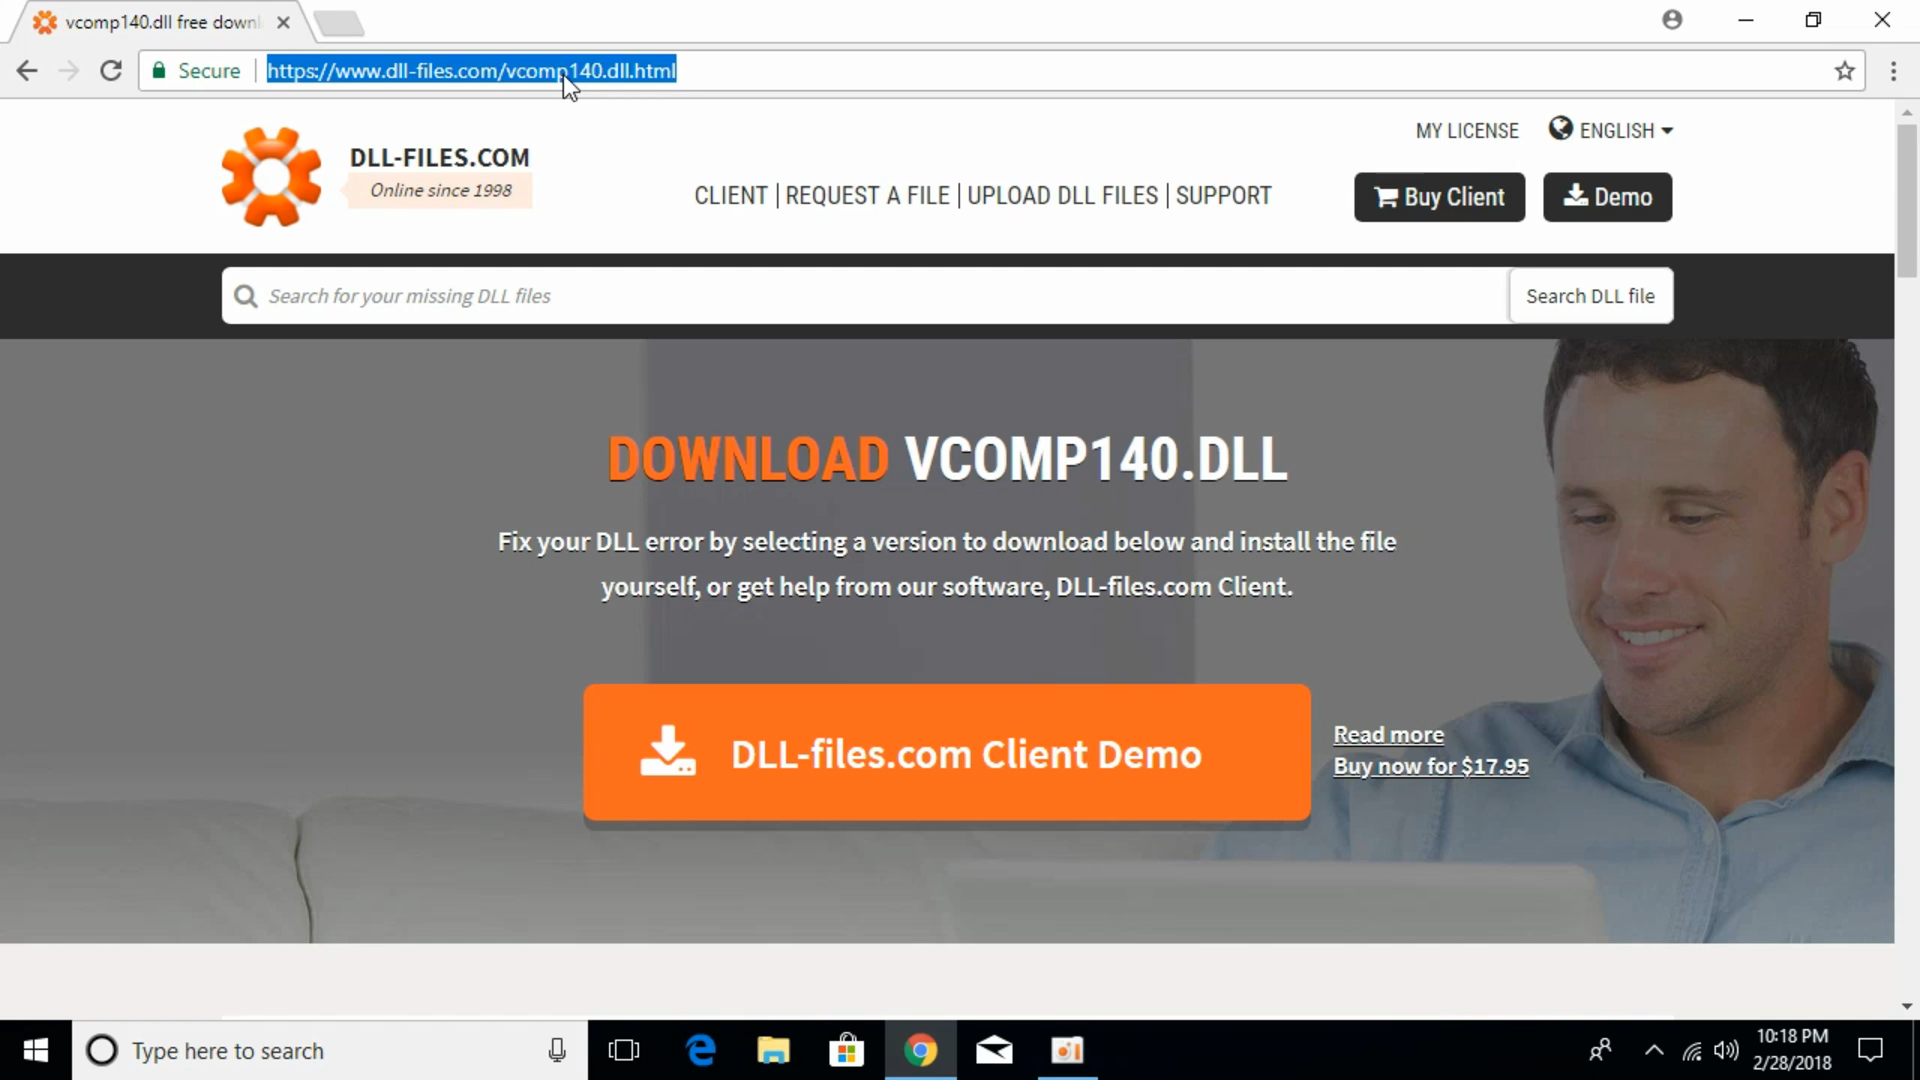 vcomp140.dll free downl
Secure
https://www.dll-files.com/vcomp140.dll.html
DLL-FILES.COM
Online since 1998
MY LICENSE
ENGLISH
CLIENT | REQUEST A FILE | UPLOAD DLL FILES | SUPPORT
Buy Client
Demo
Search for your missing DLL files
Search DLL file
DOWNLOAD VCOMP140.DLL
Fix your DLL error by selecting a version to download below and install the file
yourself, or get help from our software, DLL-files.com Client.
DLL-files.com Client Demo
Read more
Buy now for $17.95
Type here to search
10:18 PM
2/28/2018